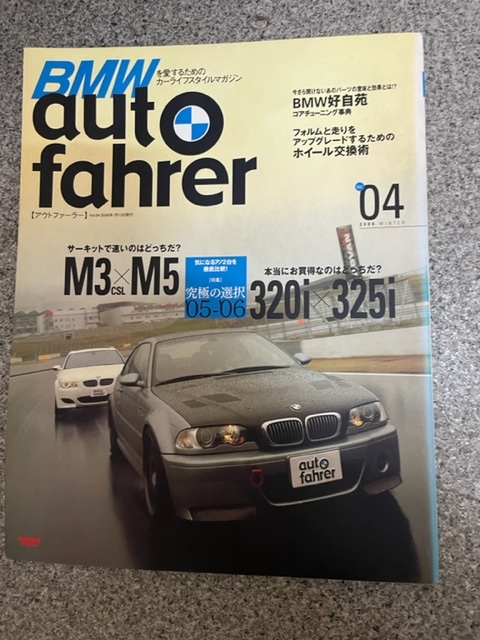 BMW を愛するための
カーライフスタイルマガジン
auto
fahrer
【アウトファーラー】
今さら聞けないあのパーツの意味と効果とは!?
BMW好自苑
コアチューニング事典
フォルムと走りを
アップグレードするための
ホイール交換術
04
2006 WINTER
サーキットで速いのはどっちだ?
M3 CSL × M5
気になるアノ2台を
徹底比較!
[特集]
究極の選択
05-06
本当にお買得なのはどっちだ?
320i × 325i
auto
fahrer